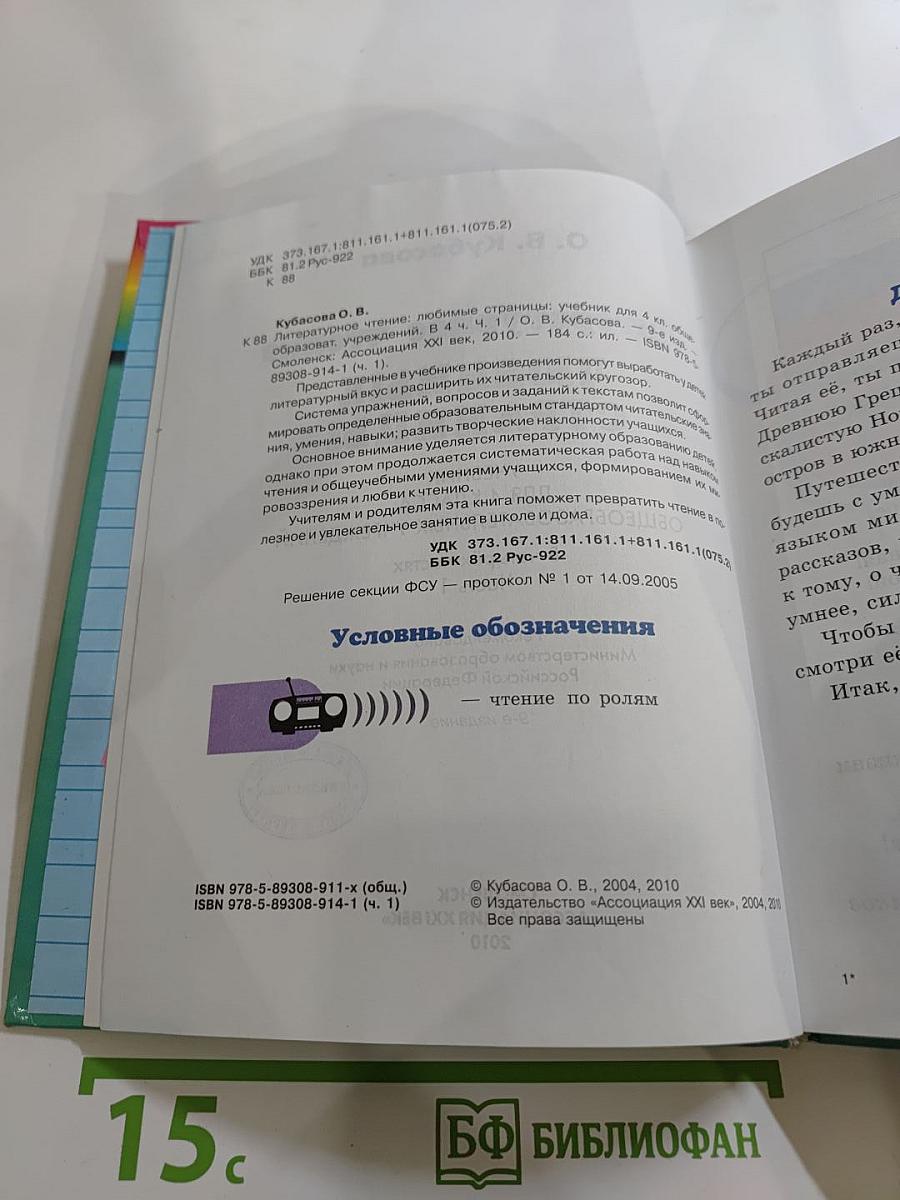 УДК 373.167.1:811.161.1+811.161.1(075.2)
ББК 81.2 Рус-922
К 88
Кубасова О. В.
К 88 Литературное чтение: любимые страницы: учебник для 4 кл. обще-
образоват. учреждений. В 4 ч. Ч. 1 / О. В. Кубасова. — 9-е изд. —
Смоленск: Ассоциация XXI век, 2010. — 184 с.: ил. — ISBN 978-5-
89308-914-1 (ч. 1).
Представленные в учебнике произведения помогут выработать у детей
литературный вкус и расширить их читательский кругозор.
Система упражнений, вопросов и заданий к текстам позволит сфор-
мировать определенные образовательным стандартом читательские зна-
ния, умения, навыки; развить творческие наклонности учащихся.
Основное внимание уделяется литературному образованию детей,
однако при этом продолжается систематическая работа над навыком
чтения и общеучебными умениями учащихся, формированием их ми-
ровоззрения и любви к чтению.
Учителям и родителям эта книга поможет превратить чтение в по-
лезное и увлекательное занятие в школе и дома.
УДК 373.167.1:811.161.1+811.161.1(075.2)
ББК 81.2 Рус-922
Решение секции ФСУ — протокол № 1 от 14.09.2005
Условные обозначения
— чтение по ролям
ISBN 978-5-89308-911-х (общ.)
ISBN 978-5-89308-914-1 (ч. 1)
© Кубасова О. В., 2004, 2010
© Издательство «Ассоциация XXI век», 2004, 2010
Все права защищены
Каждый раз,
ты отправляеш
Читая её, ты п
Древнюю Грец
скалистую Но
остров в южн
Путешест
будешь с ум
языком ми
рассказов,
к тому, о ч
умнее, сил
Чтобы
смотри её
Итак,
1*
15 с
БФ БИБЛИОФАН